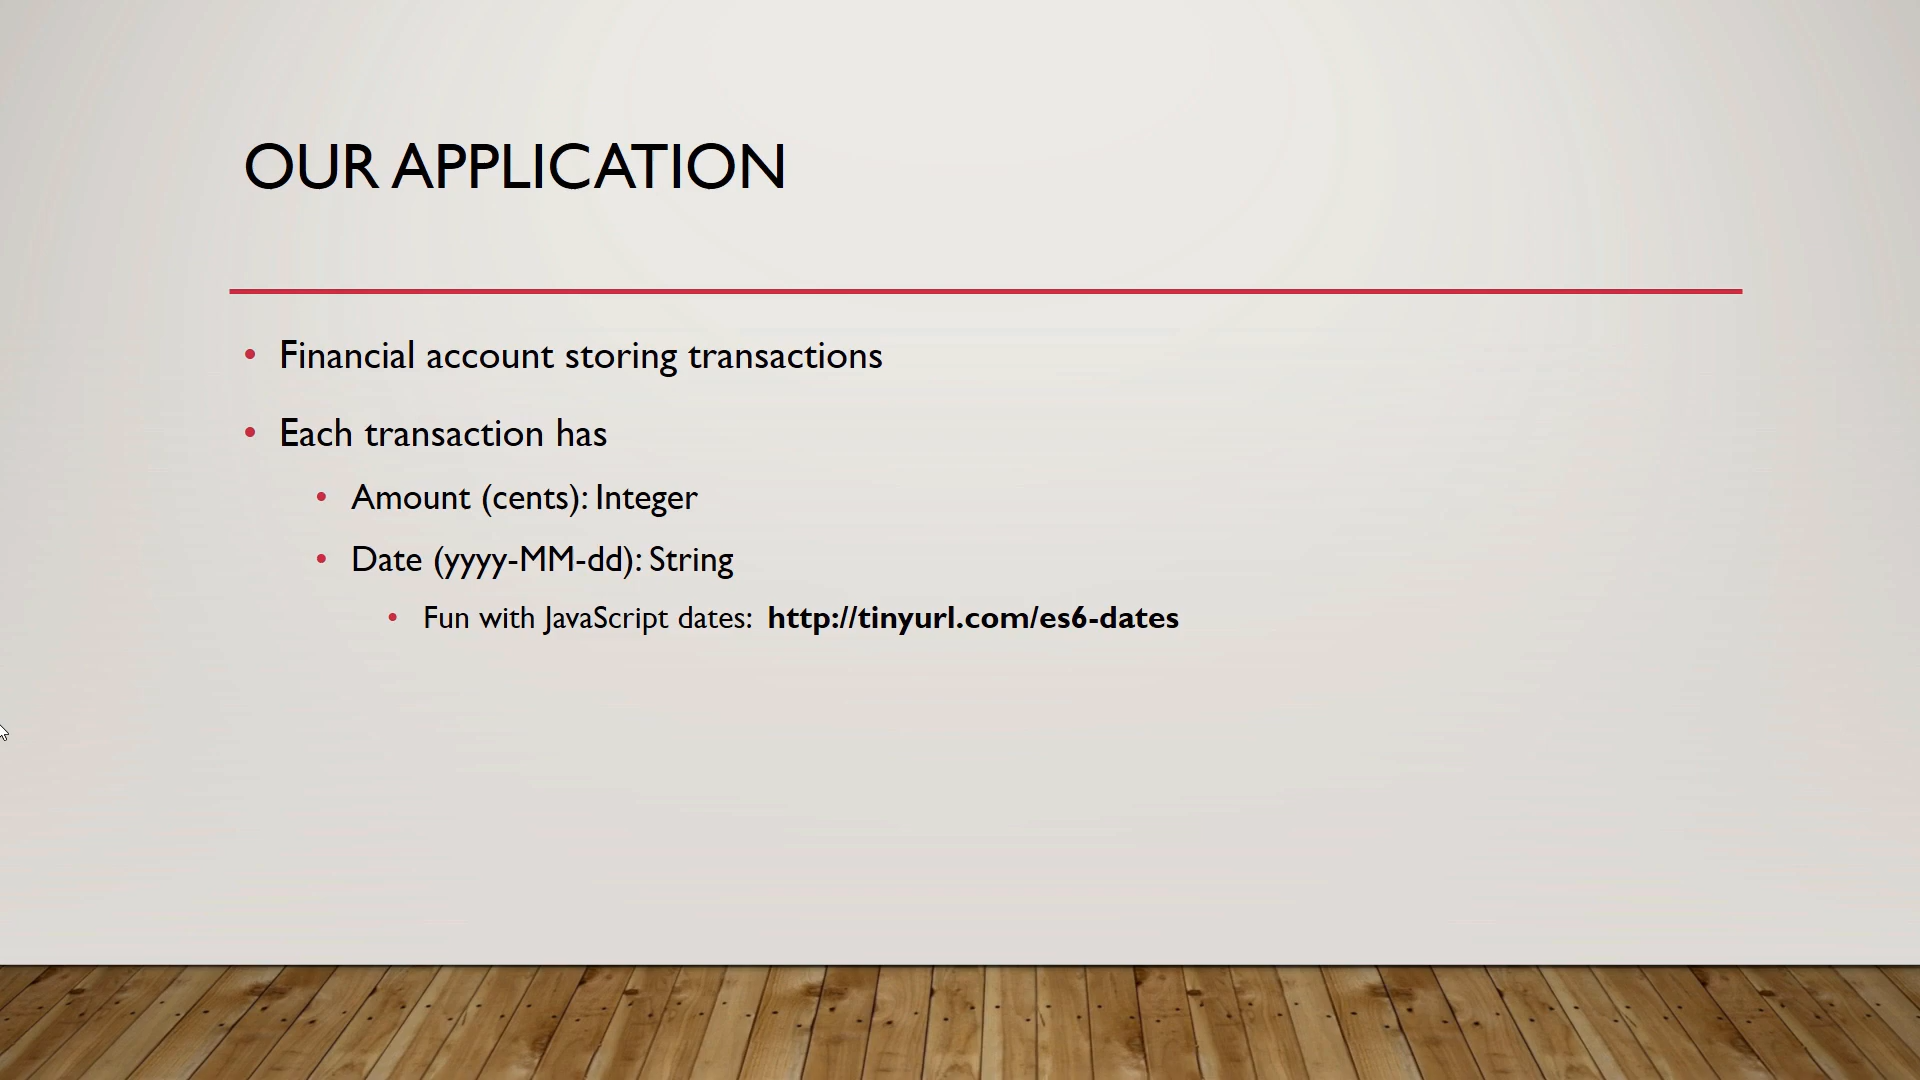 OUR APPLICATION
• Financial account storing transactions
• Each transaction has
• Amount (cents): Integer
• Date (yyyy-MM-dd): String
• Fun with JavaScript dates: http://tinyurl.com/es6-dates